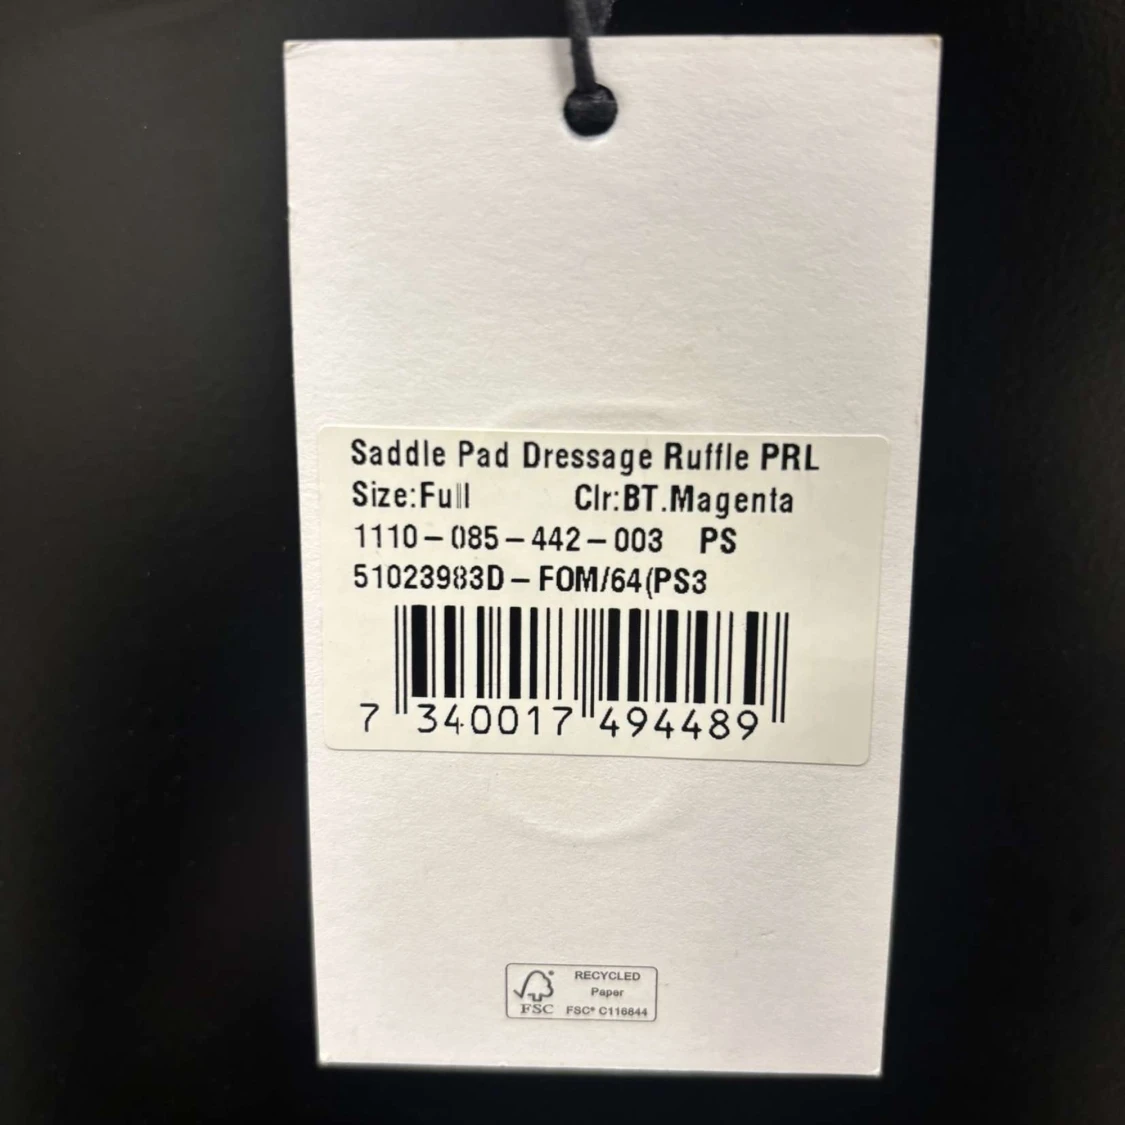 Saddle Pad Dressage Ruffle PRL
Size:Full Clr:BT.Magenta
1110-085-442-003 PS
51023983D-FOM/64(PS3
7 340017 494489
RECYCLED
Paper
FSC FSC® C116844